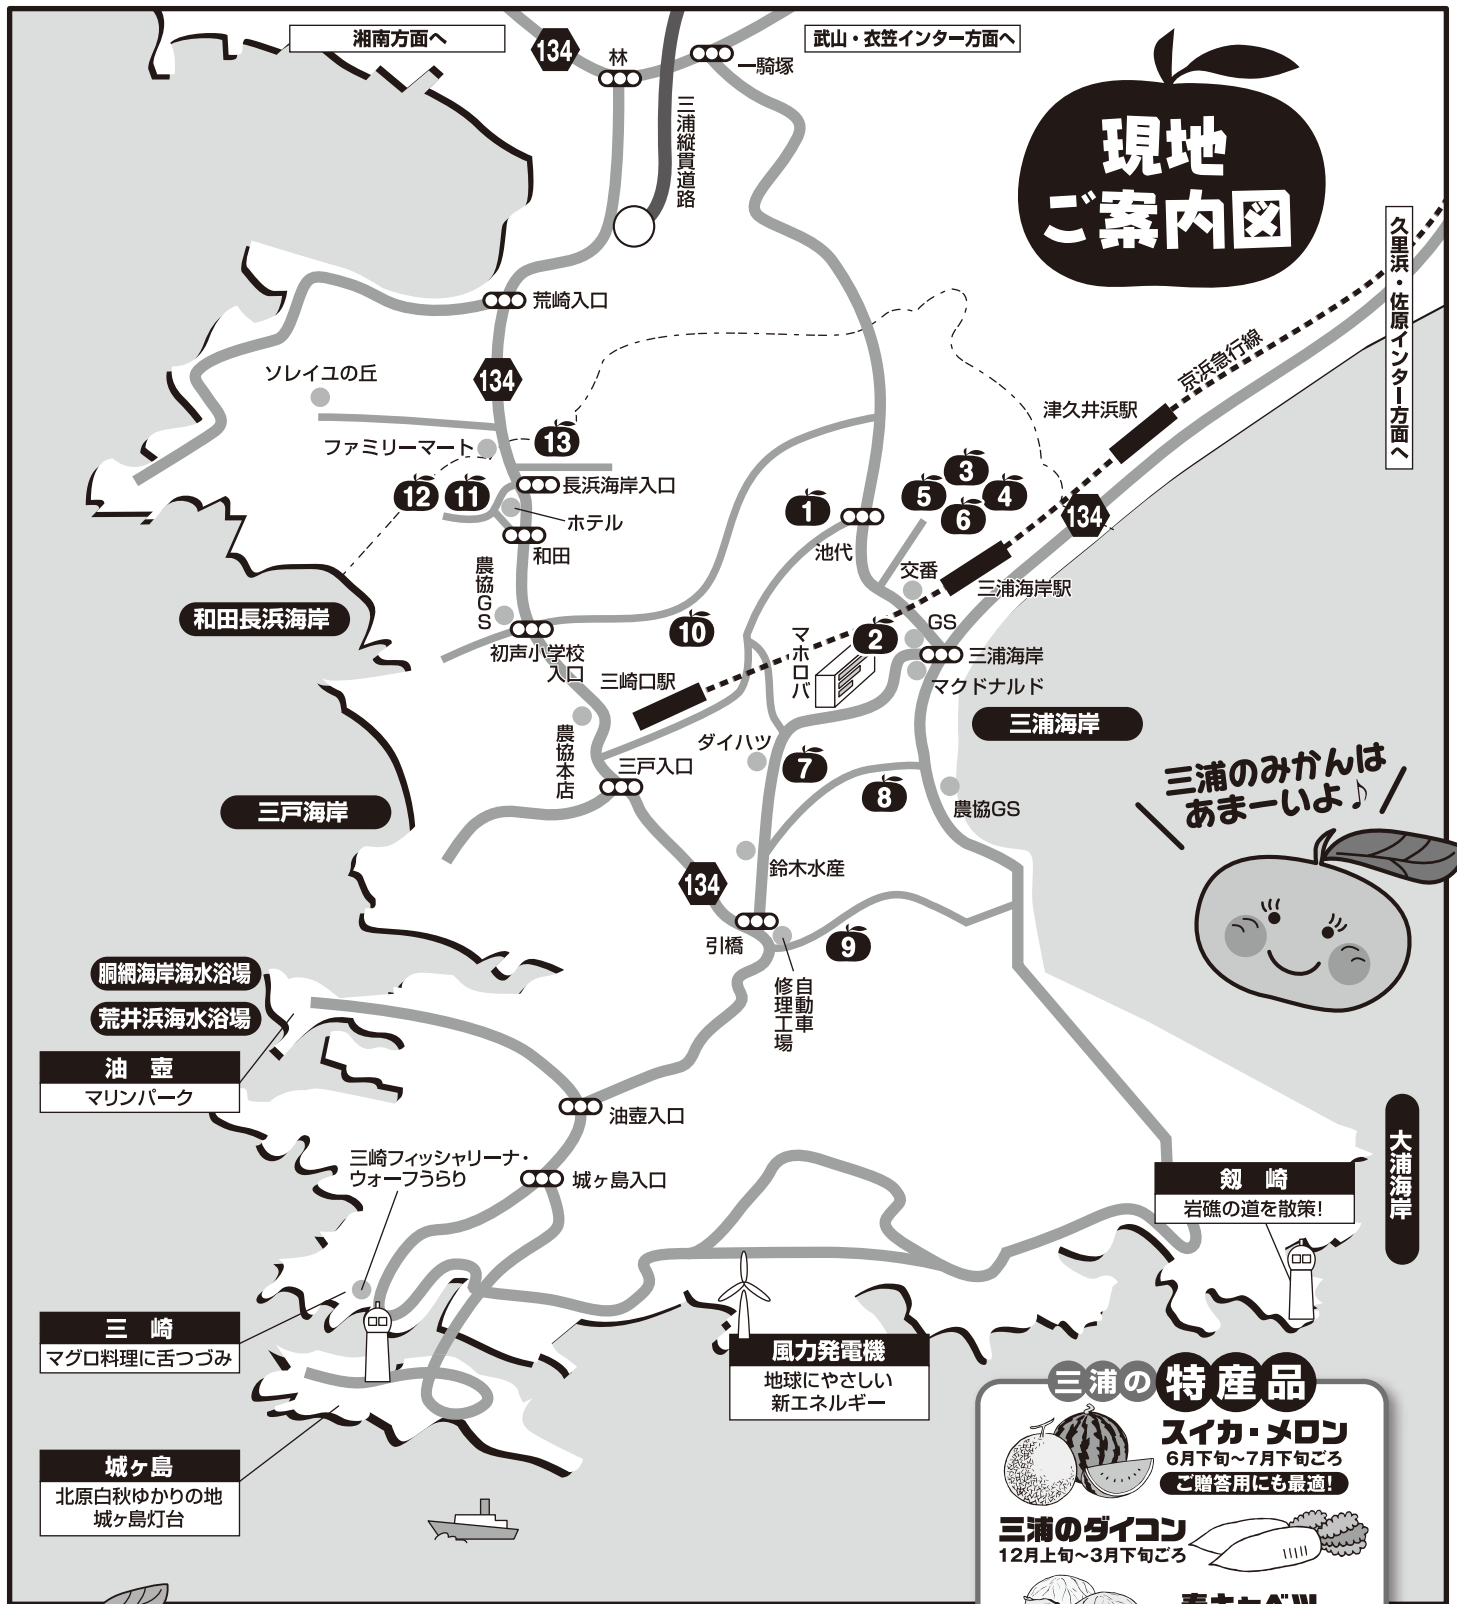 湘南方面へ
134
林
武山・衣笠インター方面へ
一騎塚
三浦縦貫道路
現地
ご案内図
久里浜・佐原インター方面へ
荒崎入口
134
ソレイユの丘
ファミリーマート
13
12
11
長浜海岸入口
ホテル
和田
農協GS
和田長浜海岸
初声小学校
入口
京浜急行線
津久井浜駅
1
3
5
4
6
134
池代
交番
三浦海岸駅
10
2
GS
三浦海岸
マホロバ
マクドナルド
三崎口駅
農協本店
三浦海岸
ダイハツ
三戸入口
7
8
三戸海岸
農協GS
三浦のみかんは
あまーいよ♪
134
鈴木水産
引橋
9
自動車
修理工場
胴網海岸海水浴場
荒井浜海水浴場
油 壺
マリンパーク
油壺入口
三崎フィッシャリーナ・
ウォーフうらり
城ヶ島入口
剱 崎
岩礁の道を散策!
大浦海岸
三 崎
マグロ料理に舌つづみ
風力発電機
地球にやさしい
新エネルギー
城ヶ島
北原白秋ゆかりの地
城ヶ島灯台
三浦の特産品
スイカ・メロン
6月下旬～7月下旬ごろ
ご贈答用にも最適!
三浦のダイコン
12月上旬～3月下旬ごろ
春キャベツ